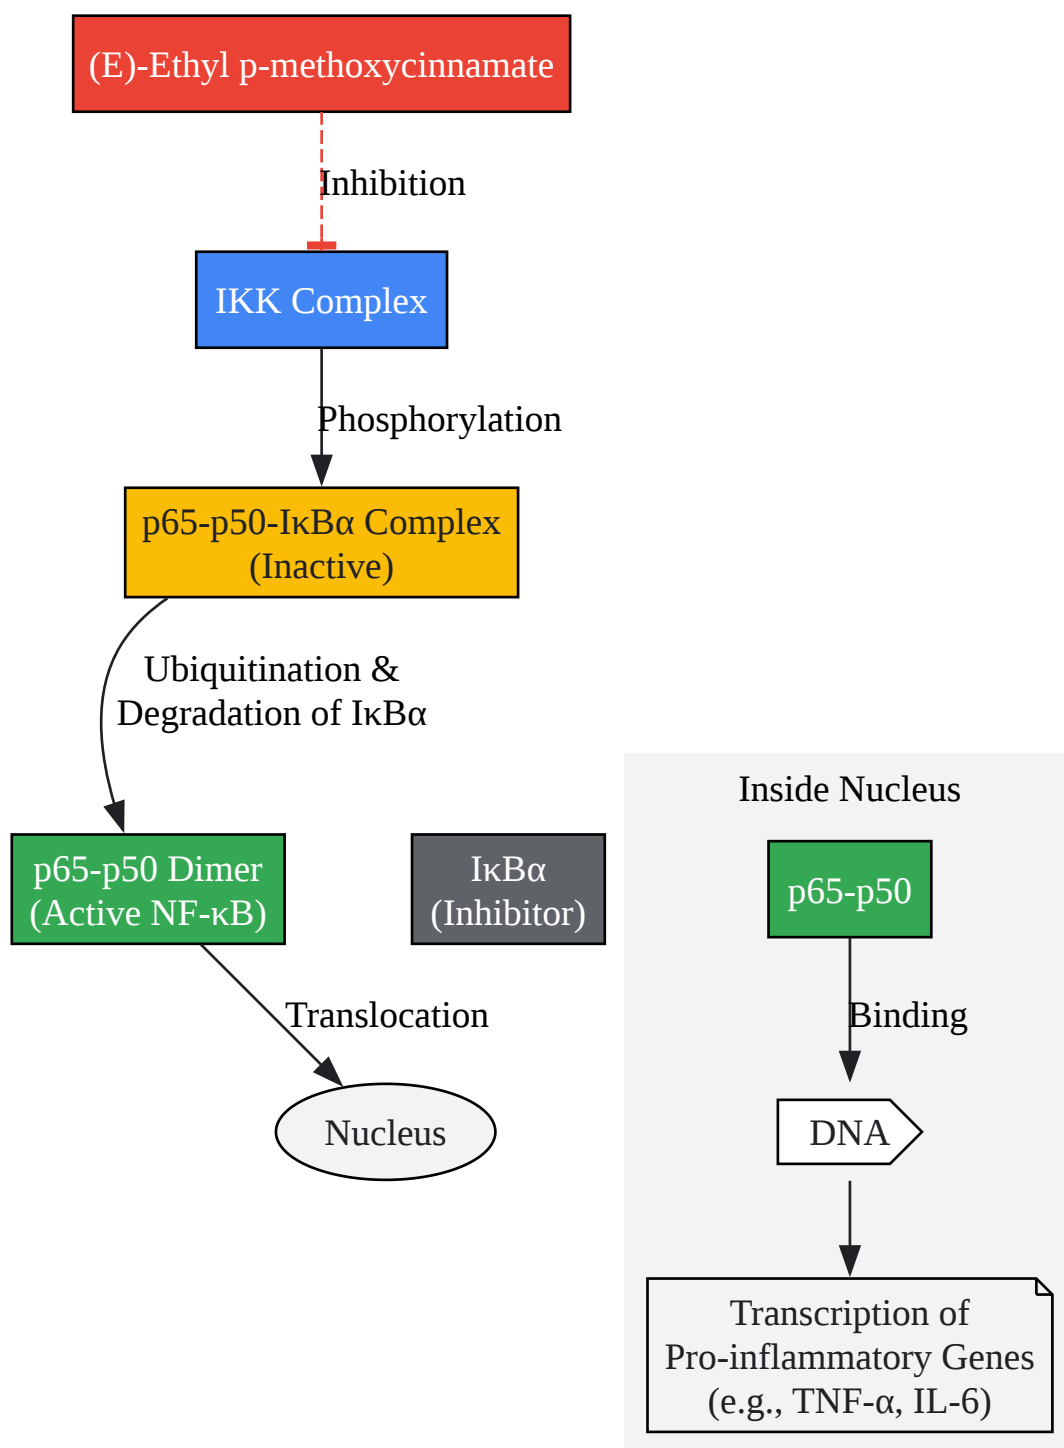 (E)-Ethyl p-methoxycinnamate
Inhibition
IKK Complex
Phosphorylation
p65-p50-IκBα Complex
(Inactive)
Ubiquitination &
Degradation of IκBα
p65-p50 Dimer
(Active NF-κB)
IκBα
(Inhibitor)
Translocation
Nucleus
Inside Nucleus
p65-p50
Binding
DNA
Transcription of
Pro-inflammatory Genes
(e.g., TNF-α, IL-6)